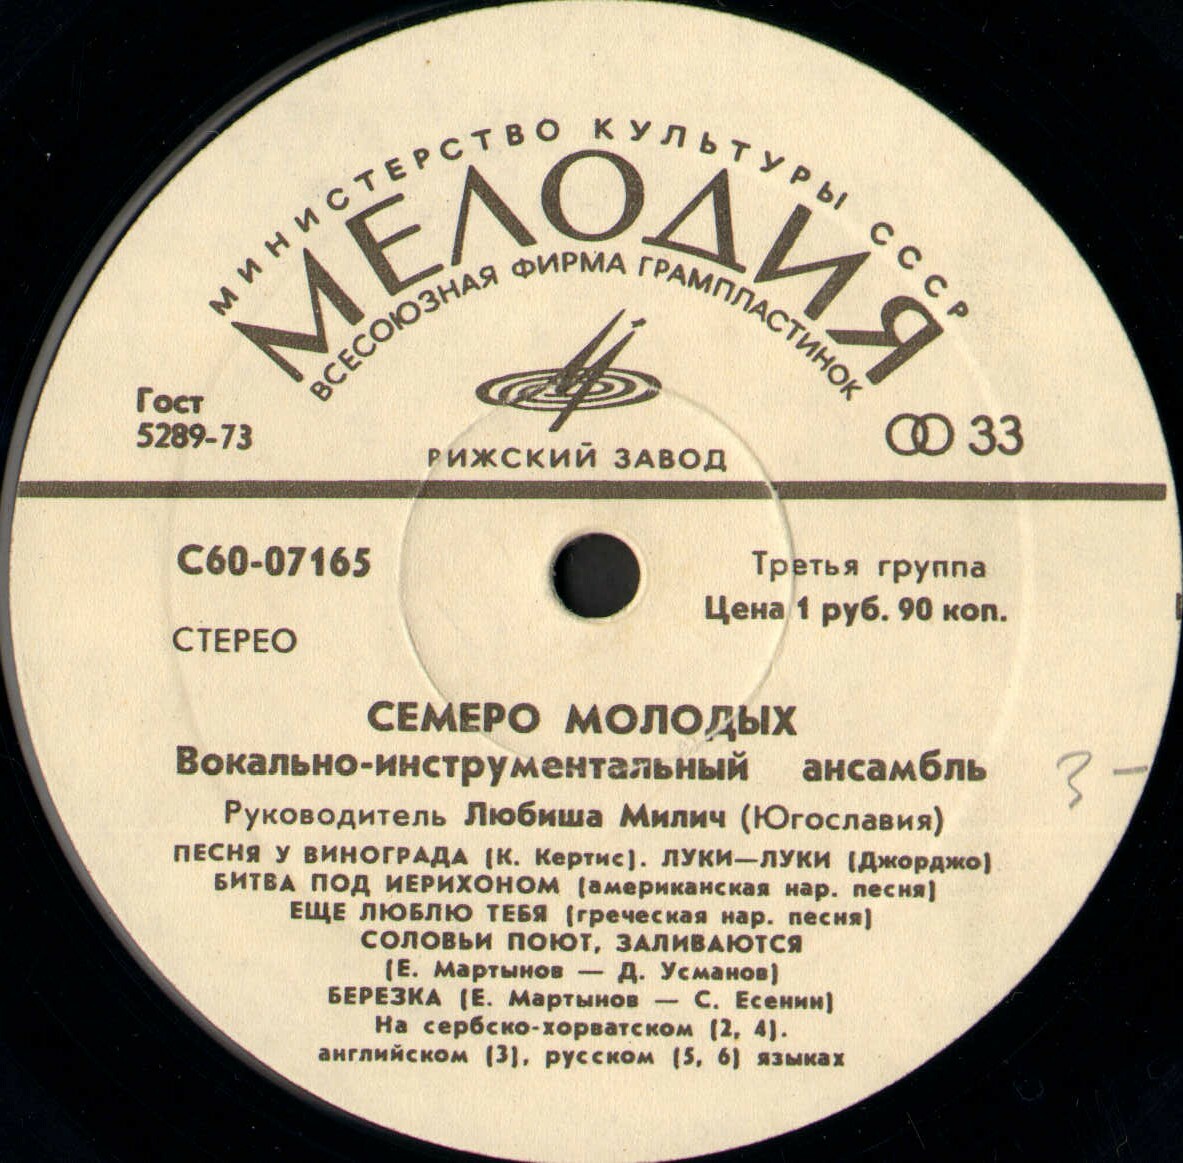 МИНИСТЕРСТВО КУЛЬТУРЫ СССР
МЕЛОДИЯ
ВСЕСОЮЗНАЯ ФИРМА ГРАМПЛАСТИНОК
Гост
5289-73
33
РИЖСКИЙ ЗАВОД
С60-07165
Третья группа
Цена 1 руб. 90 коп.
СТЕРЕО
СЕМЕРО МОЛОДЫХ
Вокально-инструментальный ансамбль
Руководитель Любиша Милич (Югославия)
ПЕСНЯ У ВИНОГРАДА (К. Кертис). ЛУКИ—ЛУКИ (Джорджо)
БИТВА ПОД ИЕРИХОНОМ (американская нар. песня)
ЕЩЕ ЛЮБЛЮ ТЕБЯ (греческая нар. песня)
СОЛОВЬИ ПОЮТ, ЗАЛИВАЮТСЯ
(Е. Мартынов — Д. Усманов)
БЕРЕЗКА (Е. Мартынов — С. Есенин)
На сербско-хорватском (2, 4).
английском (3), русском (5, 6) языках
3 –